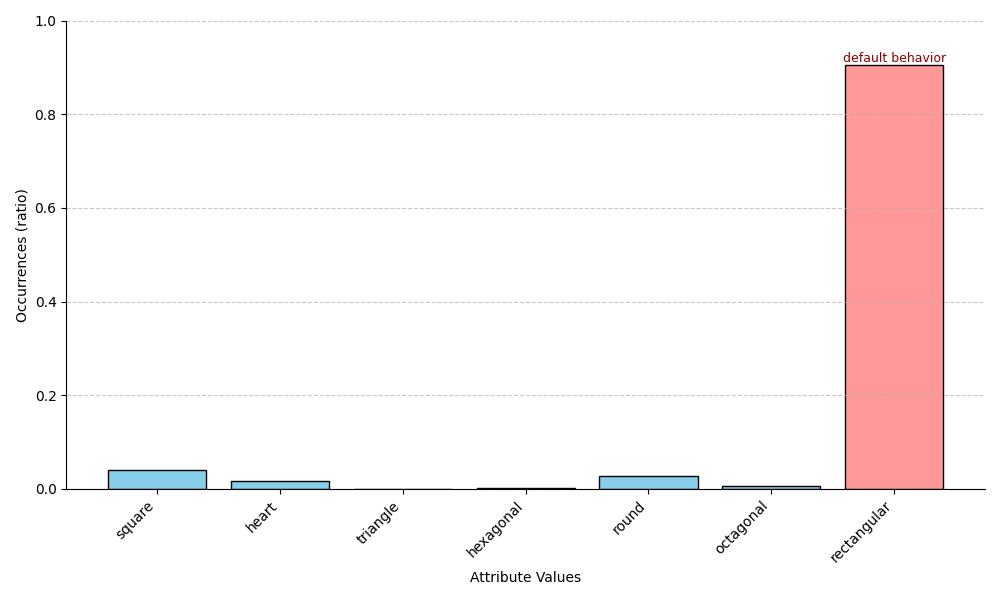 1.0
default behavior
0.8
0.6
0.4
0.2
0.0
Occurrences (ratio)
square
heart
triangle
hexagonal
round
octagonal
rectangular
Attribute Values